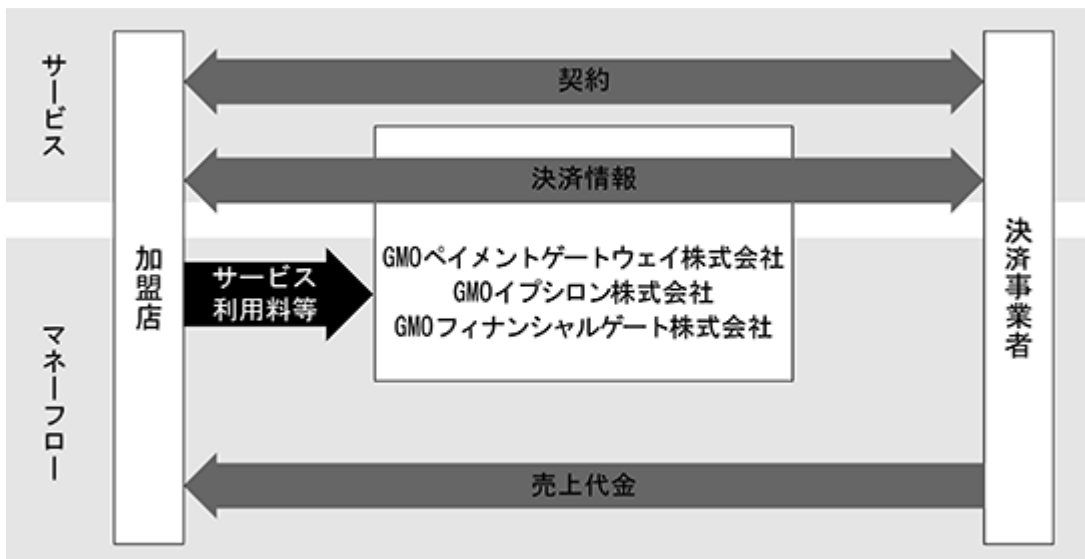 サービス
契約
決済情報
加盟店
決済事業者
マネーフロー
サービス
利用料等
GMOペイメントゲートウェイ株式会社
GMOイプシロン株式会社
GMOフィナンシャルゲート株式会社
売上代金